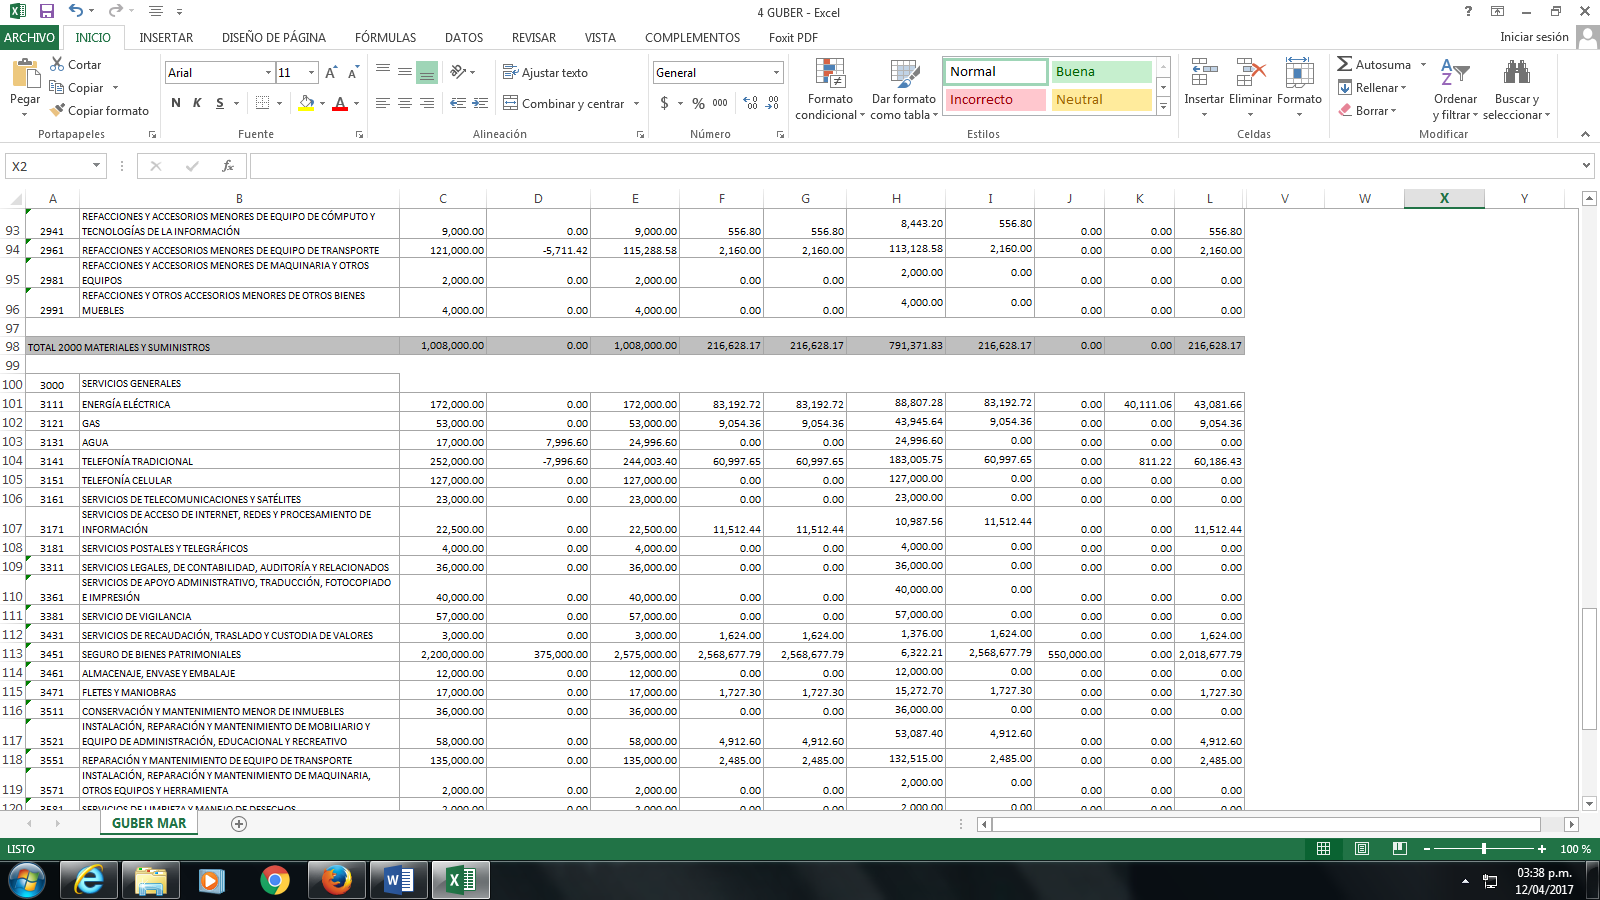 4 GUBER - Excel
ARCHIVO INICIO INSERTAR DISEÑO DE PÁGINA FÓRMULAS DATOS REVISAR VISTA COMPLEMENTOS Foxit PDF Iniciar sesión
Pegar
Cortar
Copiar
Copiar formato
Portapapeles
Arial 11
N K S
Fuente
Ajustar texto
Combinar y centrar
Alineación
General
$ % 000
Número
Formato condicional
Dar formato como tabla
Normal Buena
Incorrecto Neutral
Estilos
Insertar Eliminar Formato
Celdas
Autosuma
Rellenar
Borrar
Ordenar y filtrar
Buscar y seleccionar
Modificar
X2 fx
A B C D E F G H I J K L V W X Y
93 2941 REFACCIONES Y ACCESORIOS MENORES DE EQUIPO DE CÓMPUTO Y TECNOLOGÍAS DE LA INFORMACIÓN 9,000.00 0.00 9,000.00 556.80 556.80 8,443.20 556.80 0.00 0.00 556.80
94 2961 REFACCIONES Y ACCESORIOS MENORES DE EQUIPO DE TRANSPORTE 121,000.00 -5,711.42 115,288.58 2,160.00 2,160.00 113,128.58 2,160.00 0.00 0.00 2,160.00
95 2981 REFACCIONES Y ACCESORIOS MENORES DE MAQUINARIA Y OTROS EQUIPOS 2,000.00 0.00 2,000.00 0.00 0.00 2,000.00 0.00 0.00 0.00 0.00
96 2991 REFACCIONES Y OTROS ACCESORIOS MENORES DE OTROS BIENES MUEBLES 4,000.00 0.00 4,000.00 0.00 0.00 4,000.00 0.00 0.00 0.00 0.00
97
98 TOTAL 2000 MATERIALES Y SUMINISTROS 1,008,000.00 0.00 1,008,000.00 216,628.17 216,628.17 791,371.83 216,628.17 0.00 0.00 216,628.17
99
100 3000 SERVICIOS GENERALES
101 3111 ENERGÍA ELÉCTRICA 172,000.00 0.00 172,000.00 83,192.72 83,192.72 88,807.28 83,192.72 0.00 40,111.06 43,081.66
102 3121 GAS 53,000.00 0.00 53,000.00 9,054.36 9,054.36 43,945.64 9,054.36 0.00 0.00 9,054.36
103 3131 AGUA 17,000.00 7,996.60 24,996.60 0.00 0.00 24,996.60 0.00 0.00 0.00 0.00
104 3141 TELEFONÍA TRADICIONAL 252,000.00 -7,996.60 244,003.40 60,997.65 60,997.65 183,005.75 60,997.65 0.00 811.22 60,186.43
105 3151 TELEFONÍA CELULAR 127,000.00 0.00 127,000.00 0.00 0.00 127,000.00 0.00 0.00 0.00 0.00
106 3161 SERVICIOS DE TELECOMUNICACIONES Y SATÉLITES 23,000.00 0.00 23,000.00 0.00 0.00 23,000.00 0.00 0.00 0.00 0.00
107 3171 SERVICIOS DE ACCESO DE INTERNET, REDES Y PROCESAMIENTO DE INFORMACIÓN 22,500.00 0.00 22,500.00 11,512.44 11,512.44 10,987.56 11,512.44 0.00 0.00 11,512.44
108 3181 SERVICIOS POSTALES Y TELEGRÁFICOS 4,000.00 0.00 4,000.00 0.00 0.00 4,000.00 0.00 0.00 0.00 0.00
109 3311 SERVICIOS LEGALES, DE CONTABILIDAD, AUDITORÍA Y RELACIONADOS 36,000.00 0.00 36,000.00 0.00 0.00 36,000.00 0.00 0.00 0.00 0.00
110 3361 SERVICIOS DE APOYO ADMINISTRATIVO, TRADUCCIÓN, FOTOCOPIADO E IMPRESIÓN 40,000.00 0.00 40,000.00 0.00 0.00 40,000.00 0.00 0.00 0.00 0.00
111 3381 SERVICIO DE VIGILANCIA 57,000.00 0.00 57,000.00 0.00 0.00 57,000.00 0.00 0.00 0.00 0.00
112 3431 SERVICIOS DE RECAUDACIÓN, TRASLADO Y CUSTODIA DE VALORES 3,000.00 0.00 3,000.00 1,624.00 1,624.00 1,376.00 1,624.00 0.00 0.00 1,624.00
113 3451 SEGURO DE BIENES PATRIMONIALES 2,200,000.00 375,000.00 2,575,000.00 2,568,677.79 2,568,677.79 6,322.21 2,568,677.79 550,000.00 0.00 2,018,677.79
114 3461 ALMACENAJE, ENVASE Y EMBALAJE 12,000.00 0.00 12,000.00 0.00 0.00 12,000.00 0.00 0.00 0.00 0.00
115 3471 FLETES Y MANIOBRAS 17,000.00 0.00 17,000.00 1,727.30 1,727.30 15,272.70 1,727.30 0.00 0.00 1,727.30
116 3511 CONSERVACIÓN Y MANTENIMIENTO MENOR DE INMUEBLES 36,000.00 0.00 36,000.00 0.00 0.00 36,000.00 0.00 0.00 0.00 0.00
117 3521 INSTALACIÓN, REPARACIÓN Y MANTENIMIENTO DE MOBILIARIO Y EQUIPO DE ADMINISTRACIÓN, EDUCACIONAL Y RECREATIVO 58,000.00 0.00 58,000.00 4,912.60 4,912.60 53,087.40 4,912.60 0.00 0.00 4,912.60
118 3551 REPARACIÓN Y MANTENIMIENTO DE EQUIPO DE TRANSPORTE 135,000.00 0.00 135,000.00 2,485.00 2,485.00 132,515.00 2,485.00 0.00 0.00 2,485.00
119 3571 INSTALACIÓN, REPARACIÓN Y MANTENIMIENTO DE MAQUINARIA, OTROS EQUIPOS Y HERRAMIENTA 2,000.00 0.00 2,000.00 0.00 0.00 2,000.00 0.00 0.00 0.00 0.00
120 3581 SERVICIOS DE LIMPIEZA Y MANEJO DE DESECHOS 2,000.00 0.00 2,000.00 0.00 0.00 2,000.00 0.00 0.00 0.00 0.00
GUBER MAR
LISTO 100 %
03:38 p.m.
12/04/2017